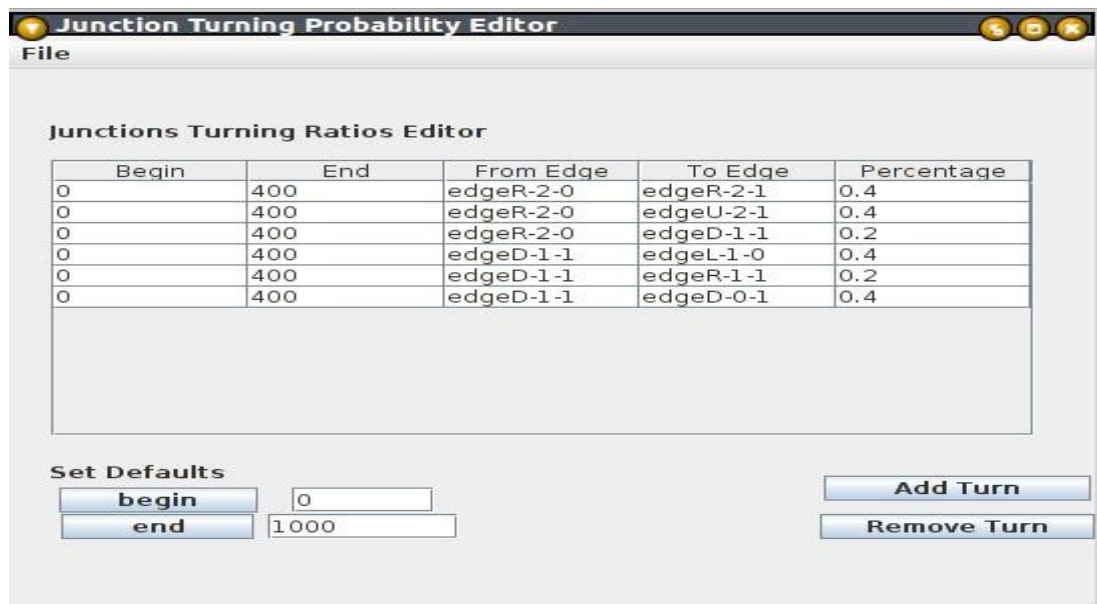 Junction Turning Probability Editor
File
Junctions Turning Ratios Editor
Begin End From Edge To Edge Percentage
0 400 edgeR-2-0 edgeR-2-1 0.4
0 400 edgeR-2-0 edgeU-2-1 0.4
0 400 edgeR-2-0 edgeD-1-1 0.2
0 400 edgeD-1-1 edgeL-1-0 0.4
0 400 edgeD-1-1 edgeR-1-1 0.2
0 400 edgeD-1-1 edgeD-0-1 0.4
Set Defaults
begin 0 Add Turn
end 1000 Remove Turn